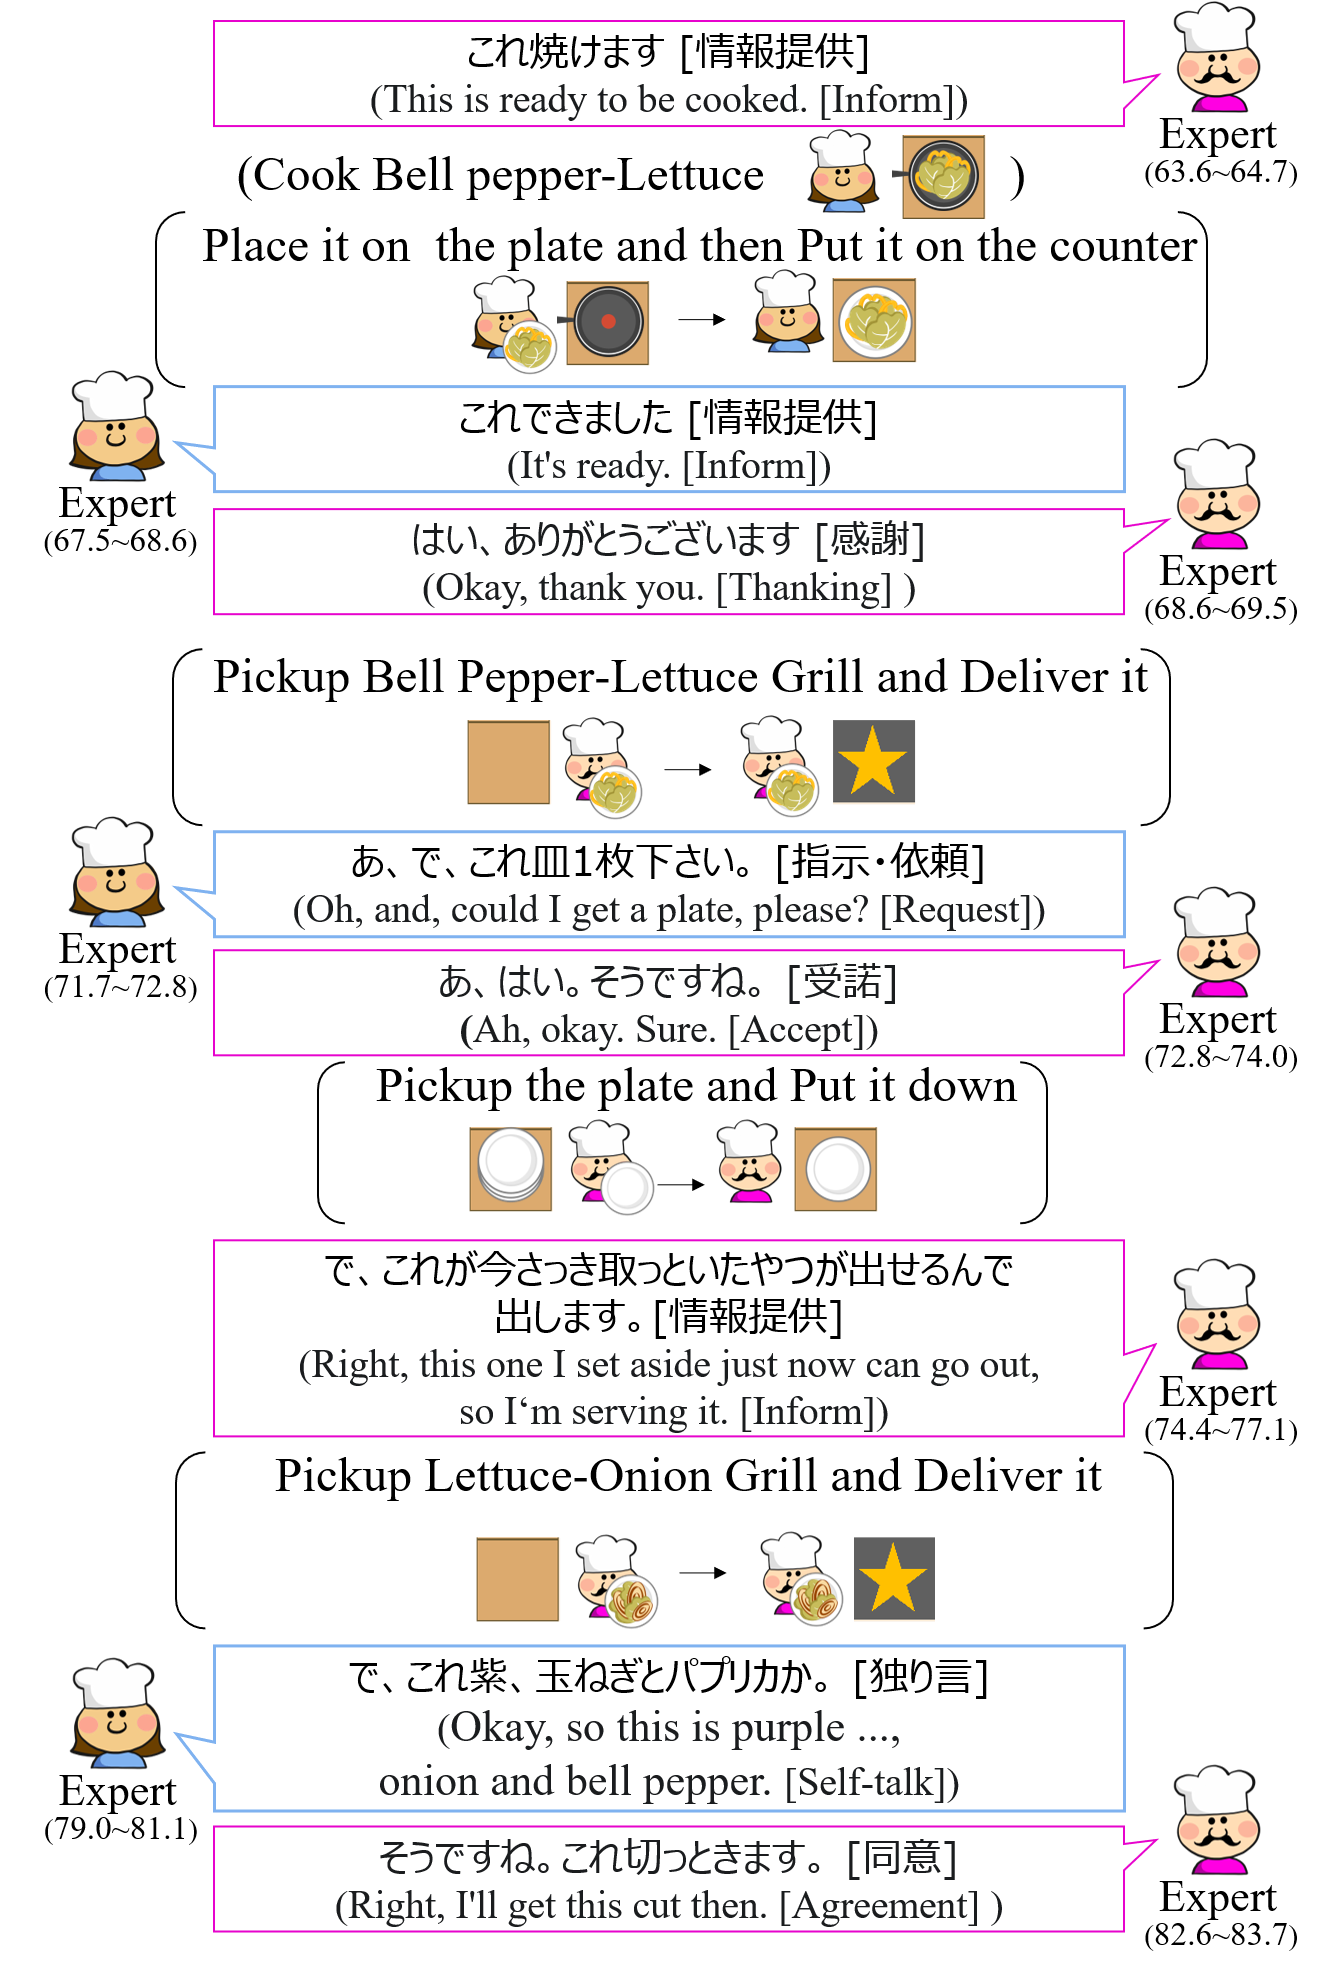 これ焼けます [情報提供]
(This is ready to be cooked. [Inform])
Expert
(63.6~64.7)
(Cook Bell pepper-Lettuce )
Place it on the plate and then Put it on the counter
これできました [情報提供]
(It's ready. [Inform])
Expert
(67.5~68.6)
はい、ありがとうございます [感謝]
(Okay, thank you. [Thanking] )
Expert
(68.6~69.5)
Pickup Bell Pepper-Lettuce Grill and Deliver it
あ、で、これ皿1枚下さい。 [指示・依頼]
(Oh, and, could I get a plate, please? [Request])
Expert
(71.7~72.8)
あ、はい。そうですね。 [受諾]
(Ah, okay. Sure. [Accept])
Expert
(72.8~74.0)
Pickup the plate and Put it down
で、これが今さっき取っといたやつが出せるんで
出します。[情報提供]
(Right, this one I set aside just now can go out,
so I‘m serving it. [Inform])
Expert
(74.4~77.1)
Pickup Lettuce-Onion Grill and Deliver it
で、これ紫、玉ねぎとパプリカか。 [独り言]
(Okay, so this is purple ...,
onion and bell pepper. [Self-talk])
Expert
(79.0~81.1)
そうですね。これ切っときます。 [同意]
(Right, I'll get this cut then. [Agreement] )
Expert
(82.6~83.7)